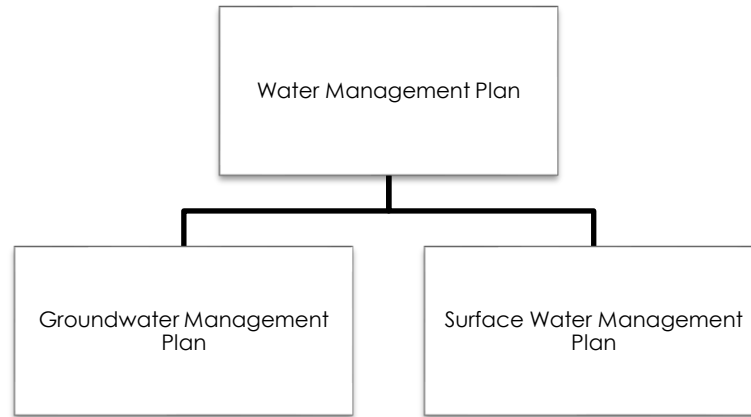 Water Management Plan
Groundwater Management
Plan
Surface Water Management
Plan